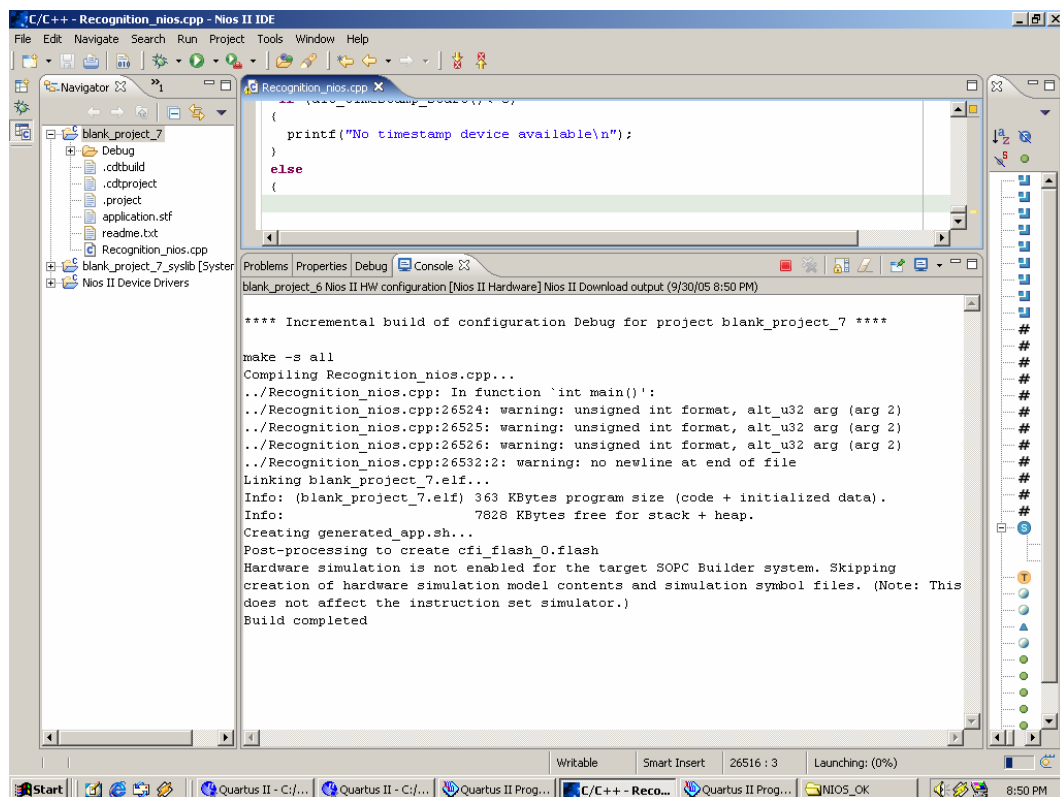 C/C++ - Recognition_nios.cpp - Nios II IDE
File Edit Navigate Search Run Project Tools Window Help
Navigator
1
Recognition_nios.cpp
blank_project_7
Debug
.cdtbuild
.cdtproject
.project
application.stf
readme.txt
Recognition_nios.cpp
blank_project_7_syslib [System
Nios II Device Drivers
{
printf("No timestamp device available\n");
}
else
{
Problems Properties Debug Console
blank_project_6 Nios II HW configuration [Nios II Hardware] Nios II Download output (9/30/05 8:50 PM)
**** Incremental build of configuration Debug for project blank_project_7 ****
make -s all
Compiling Recognition_nios.cpp...
../Recognition_nios.cpp: In function `int main()':
../Recognition_nios.cpp:26524: warning: unsigned int format, alt_u32 arg (arg 2)
../Recognition_nios.cpp:26525: warning: unsigned int format, alt_u32 arg (arg 2)
../Recognition_nios.cpp:26526: warning: unsigned int format, alt_u32 arg (arg 2)
../Recognition_nios.cpp:26532:2: warning: no newline at end of file
Linking blank_project_7.elf...
Info: (blank_project_7.elf) 363 KBytes program size (code + initialized data).
Info: 7828 KBytes free for stack + heap.
Creating generated_app.sh...
Post-processing to create cfi_flash_0.flash
Hardware simulation is not enabled for the target SOPC Builder system. Skipping
creation of hardware simulation model contents and simulation symbol files. (Note: This
does not affect the instruction set simulator.)
Build completed
Writable Smart Insert 26516 : 3 Launching: (0%)
Start Quartus II - C:/... Quartus II - C:/... Quartus II Prog... C/C++ - Reco... Quartus II Prog... NIOS_OK 8:50 PM